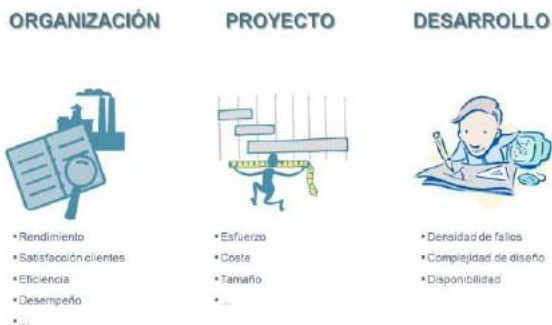 ORGANIZACIÓN
PROYECTO
DESARROLLO
▪Rendimiento
▪Satisfacción clientes
▪Eficiencia
▪Desempeño
▪...
▪Esfuerzo
▪Coste
▪Tamaño
▪...
▪Densidad de fallos
▪Complejidad de diseño
▪Disponibilidad